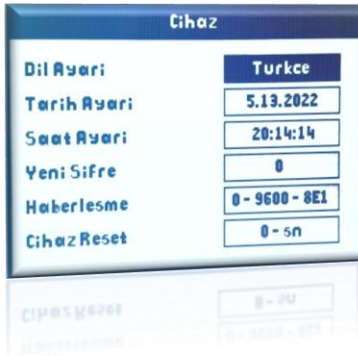 Cihaz
Dil Ayari Turkce
Tarih Ayari 5.13.2022
Saat Ayari 20:14:14
Yeni Sifre 0
Haberlesme 0 - 9600 - 8E1
Cihaz Reset 0 - sn